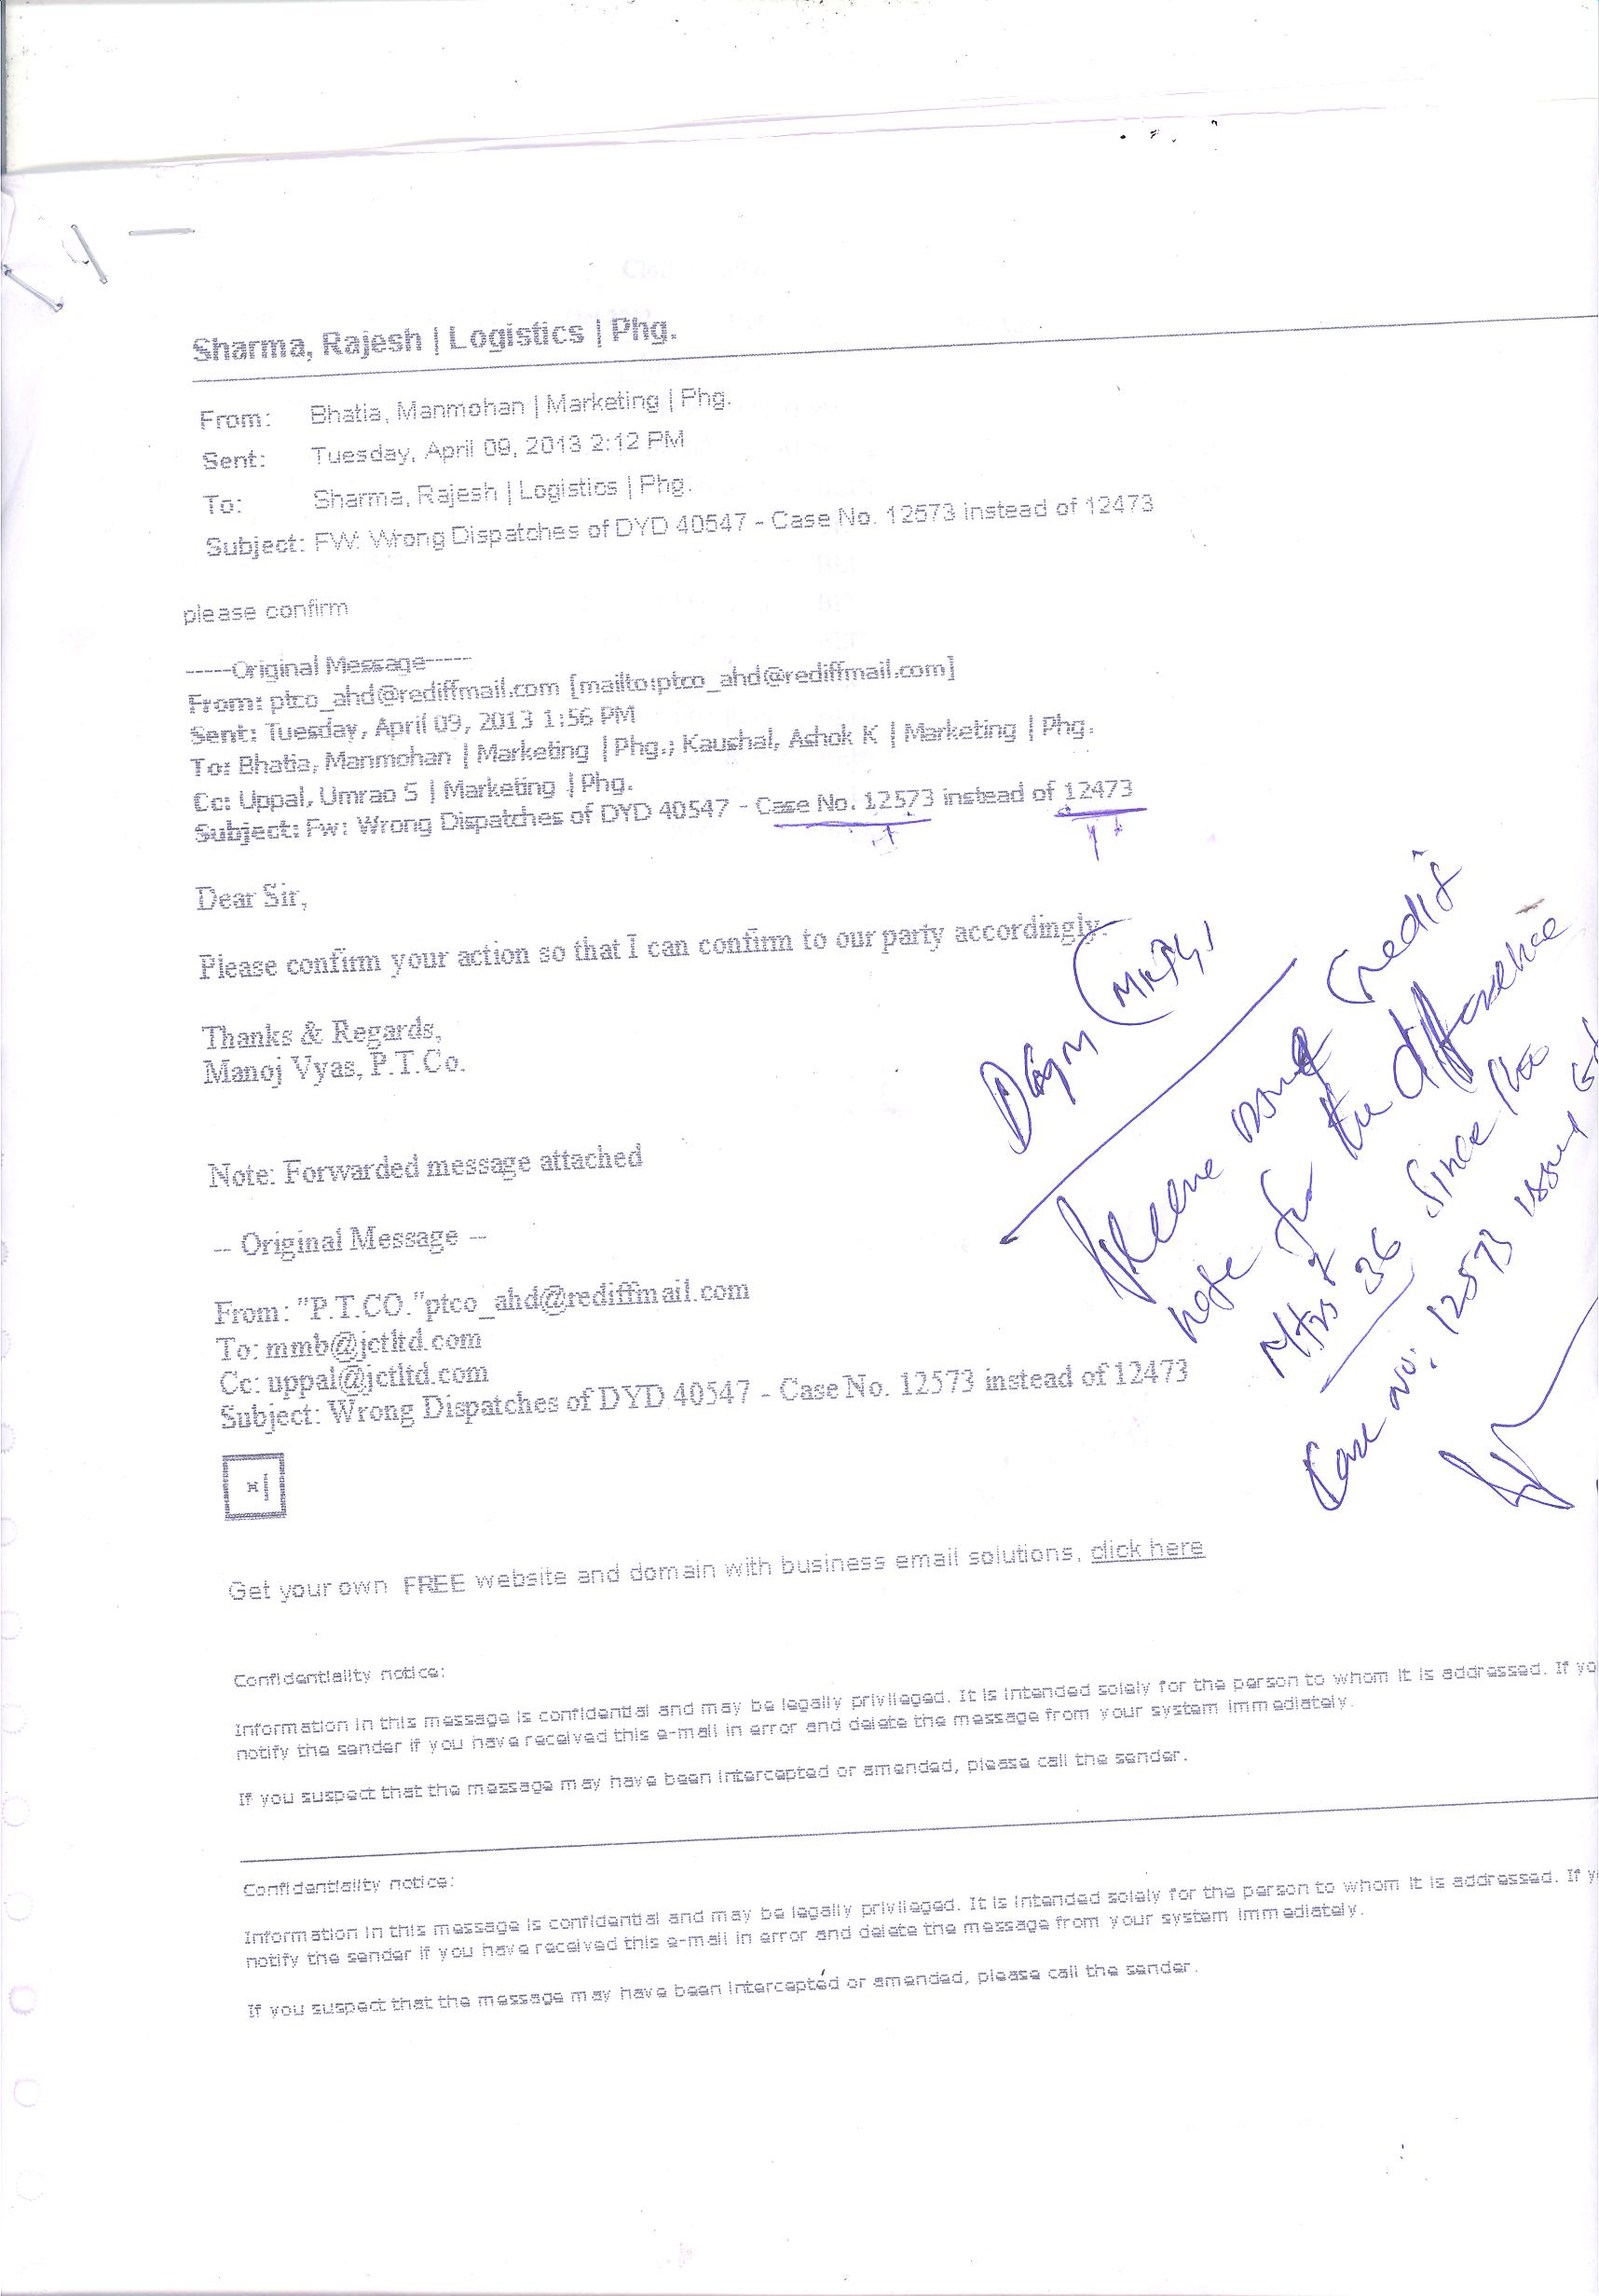 Sharma, Rajesh | Logistics | Phg.
From: Bhatia, Manmohan | Marketing | Phg.
Sent: Tuesday, April 09, 2013 2:12 PM
To: Sharma, Rajesh | Logistics | Phg.
Subject: FW: Wrong Dispatches of DYD 40547 - Case No. 12573 instead of 12473
please confirm
-----Original Message-----
From: ptco_ahd@rediffmail.com [mailto:ptco_ahd@rediffmail.com]
Sent: Tuesday, April 09, 2013 1:56 PM
To: Bhatia, Manmohan | Marketing | Phg.; Kaushal, Ashok K | Marketing | Phg.
Cc: Uppal, Umrao S | Marketing | Phg.
Subject: Fw: Wrong Dispatches of DYD 40547 - Case No. 12573 instead of 12473
Dear Sir,
Please confirm your action so that I can confirm to our party accordingly.
Thanks & Regards,
Manoj Vyas, P.T.Co.
Please issue Credit
note for the difference
Mtrs 36 Since the
Case no. 12573 issued
Note: Forwarded message attached
-- Original Message --
From: "P.T.CO."ptco_ahd@rediffmail.com
To: mmb@jctltd.com
Cc: uppal@jctltd.com
Subject: Wrong Dispatches of DYD 40547 - Case No. 12573 instead of 12473
Get your own FREE website and domain with business email solutions, click here
Confidentiality notice:
Information in this message is confidential and may be legally privileged. It is intended solely for the person to whom it is addressed. If yo
notify the sender if you have received this e-mail in error and delete the message from your system immediately.
If you suspect that the message may have been intercepted or amended, please call the sender.
Confidentiality notice:
Information in this message is confidential and may be legally privileged. It is intended solely for the person to whom it is addressed. If y
notify the sender if you have received this e-mail in error and delete the message from your system immediately.
If you suspect that the message may have been intercepted or amended, please call the sender.